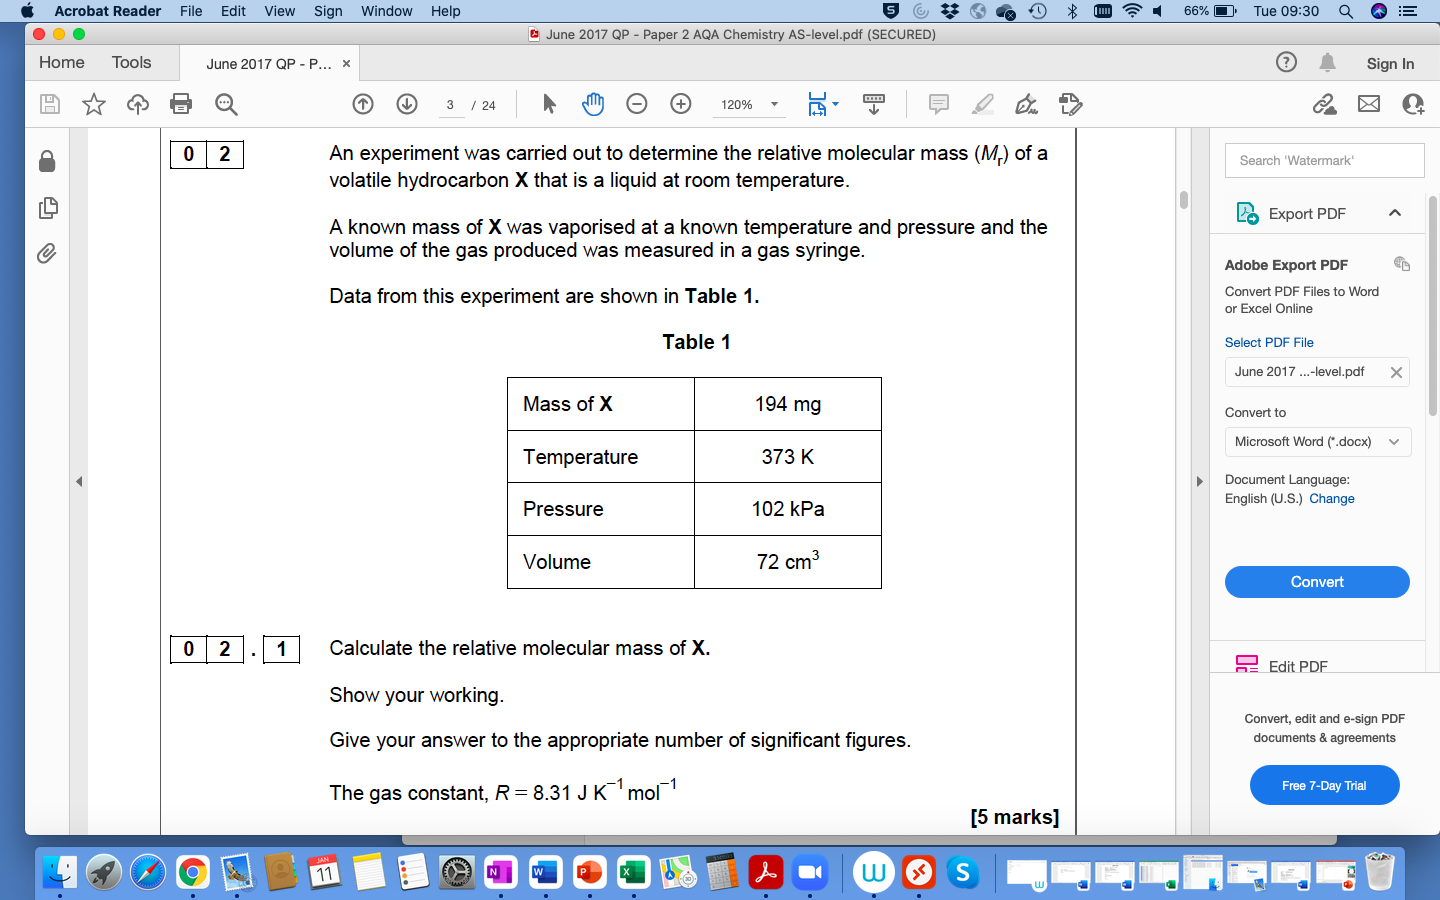 Acrobat Reader File Edit View Sign Window Help 66% Tue 09:30
June 2017 QP - Paper 2 AQA Chemistry AS-level.pdf (SECURED)
Home Tools June 2017 QP - P... × Sign In
3 / 24 120%
0 2 An experiment was carried out to determine the relative molecular mass (Mr) of a
volatile hydrocarbon X that is a liquid at room temperature.
A known mass of X was vaporised at a known temperature and pressure and the
volume of the gas produced was measured in a gas syringe.
Data from this experiment are shown in Table 1.
Table 1
Mass of X 194 mg
Temperature 373 K
Pressure 102 kPa
Volume 72 cm³
0 2 . 1 Calculate the relative molecular mass of X.
Show your working.
Give your answer to the appropriate number of significant figures.
The gas constant, R = 8.31 J K⁻¹ mol⁻¹
[5 marks]
Search 'Watermark'
Export PDF
Adobe Export PDF
Convert PDF Files to Word
or Excel Online
Select PDF File
June 2017 ...-level.pdf
Convert to
Microsoft Word (*.docx)
Document Language:
English (U.S.) Change
Convert
Edit PDF
Convert, edit and e-sign PDF
documents & agreements
Free 7-Day Trial
JAN
11
N W P X W S